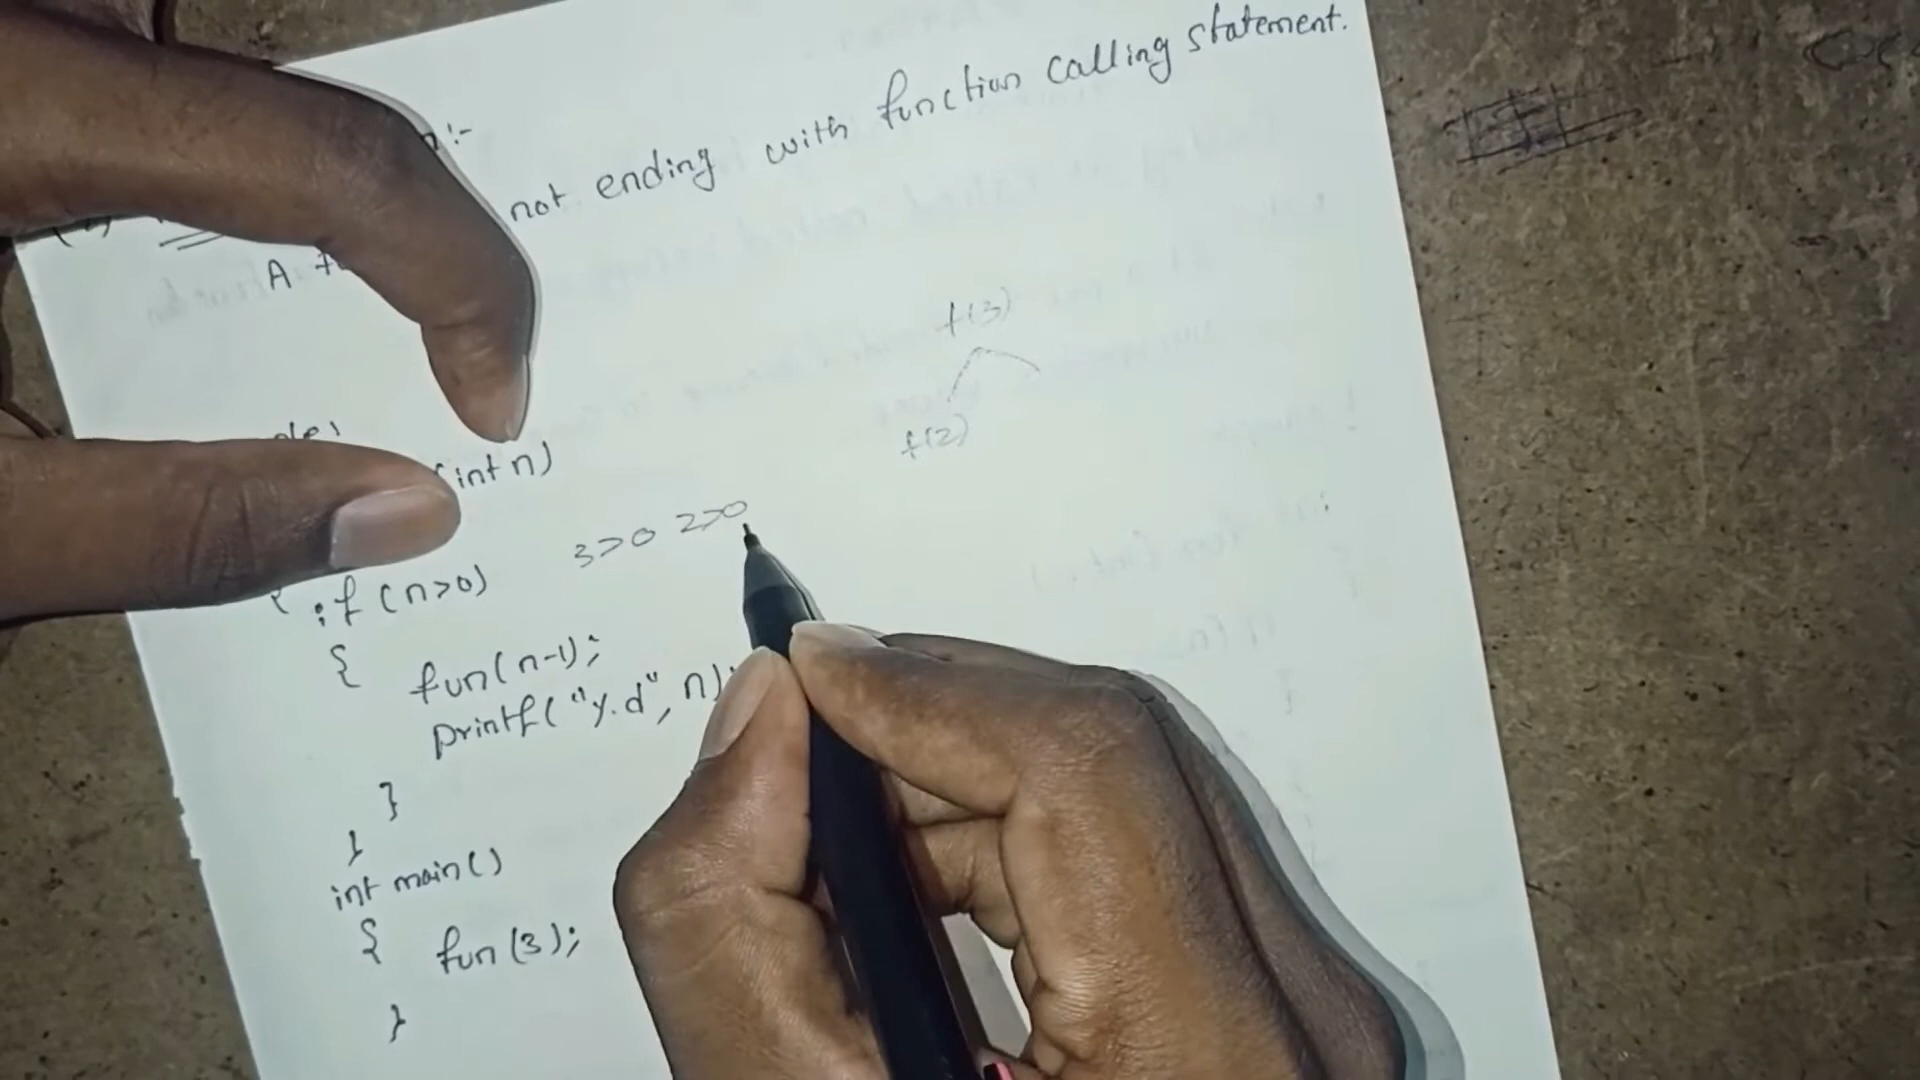 not ending with function calling statement.
A
f(3)
f(2)
(int n)
3>0 2>0
{
if (n>0)
{
fun(n-1);
printf("%d", n);
}
}
int main()
{
fun(3);
}